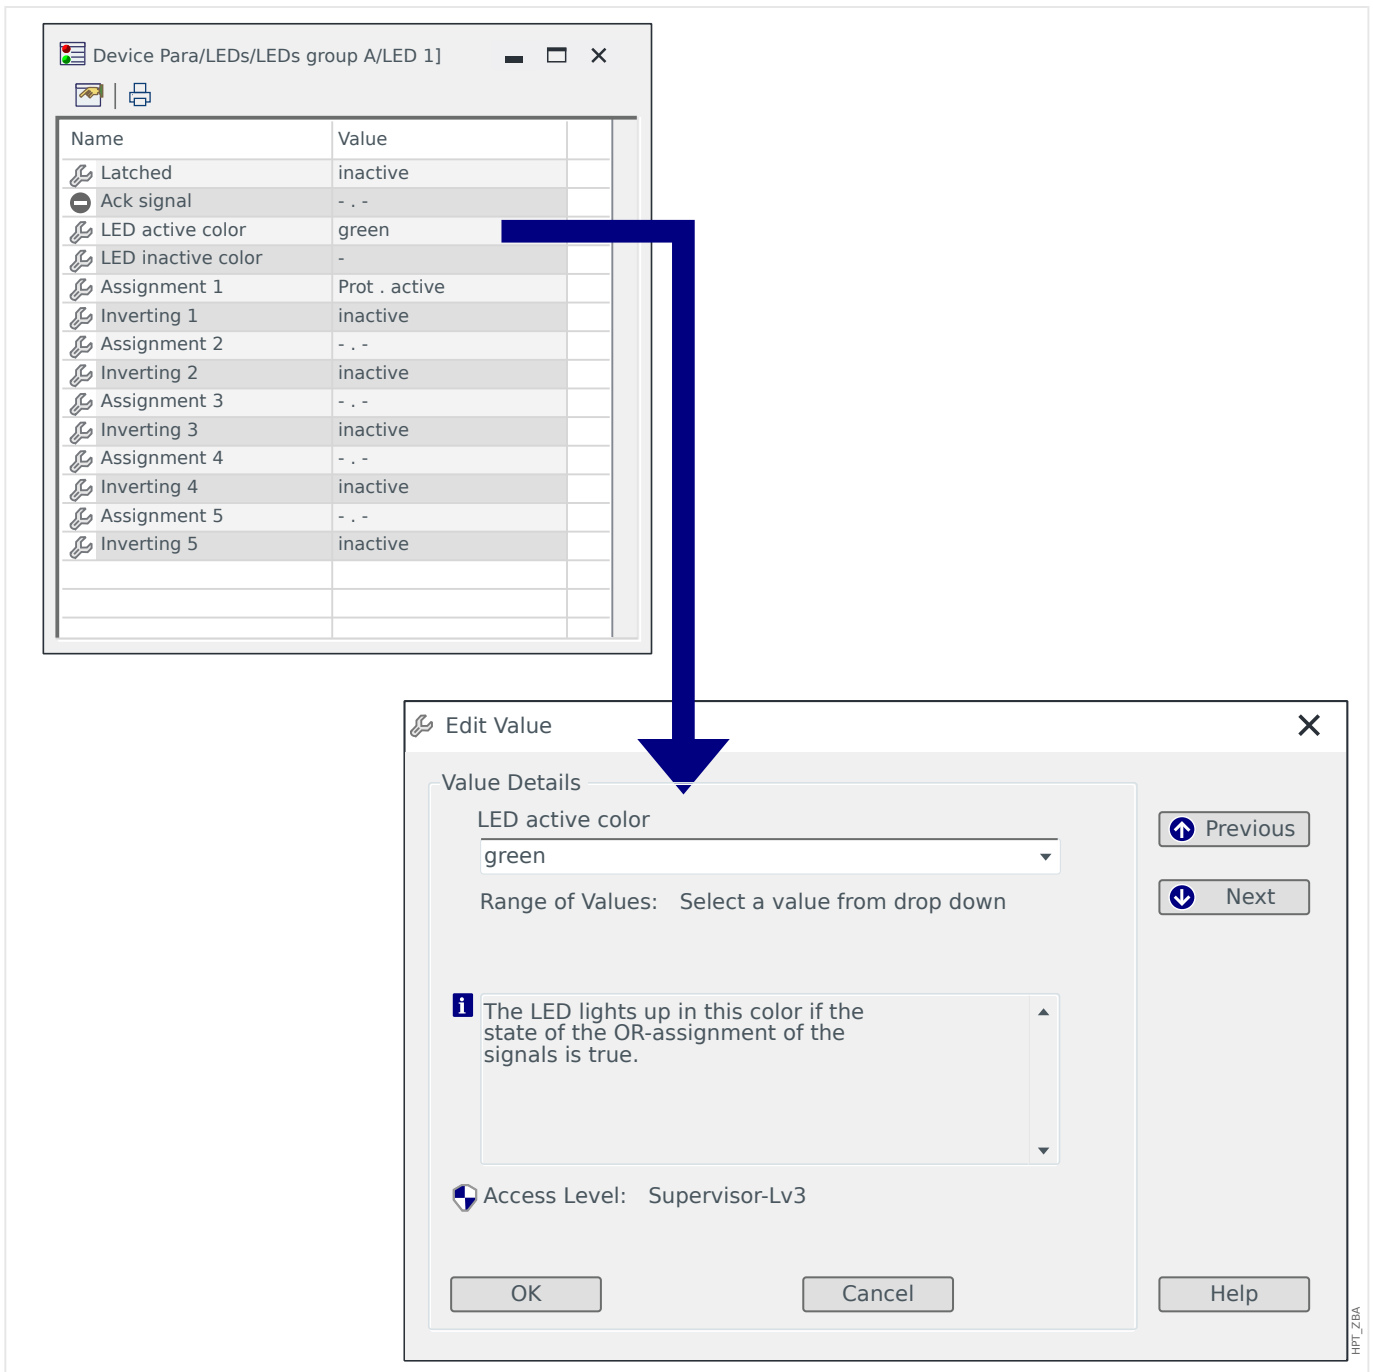 Device Para/LEDs/LEDs group A/LED 1]
Name Value
Latched inactive
Ack signal - . -
LED active color green
LED inactive color -
Assignment 1 Prot . active
Inverting 1 inactive
Assignment 2 - . -
Inverting 2 inactive
Assignment 3 - . -
Inverting 3 inactive
Assignment 4 - . -
Inverting 4 inactive
Assignment 5 - . -
Inverting 5 inactive
Edit Value
Value Details
LED active color
green
Range of Values: Select a value from drop down
Previous
Next
i
The LED lights up in this color if the
state of the OR-assignment of the
signals is true.
Access Level: Supervisor-Lv3
OK Cancel Help
HPT_ZBA